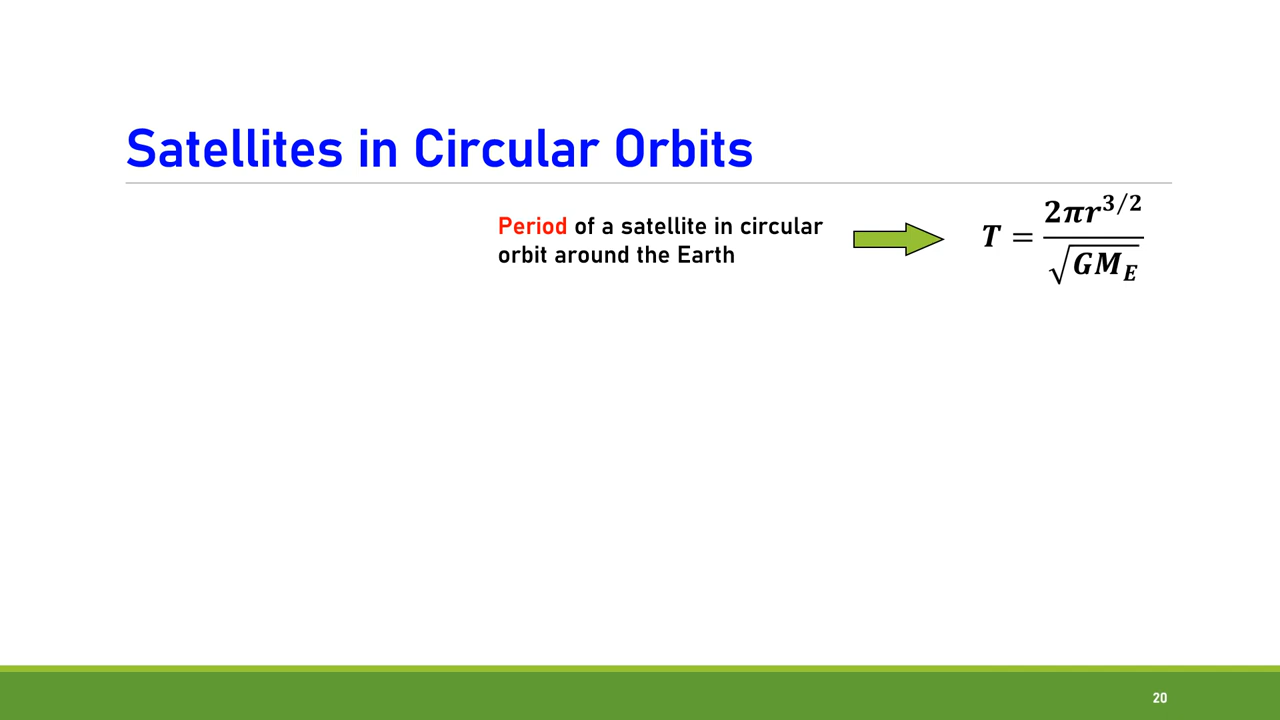 Satellites in Circular Orbits
Period of a satellite in circular
orbit around the Earth
T = 2πr^{3/2} / √GM_E
20